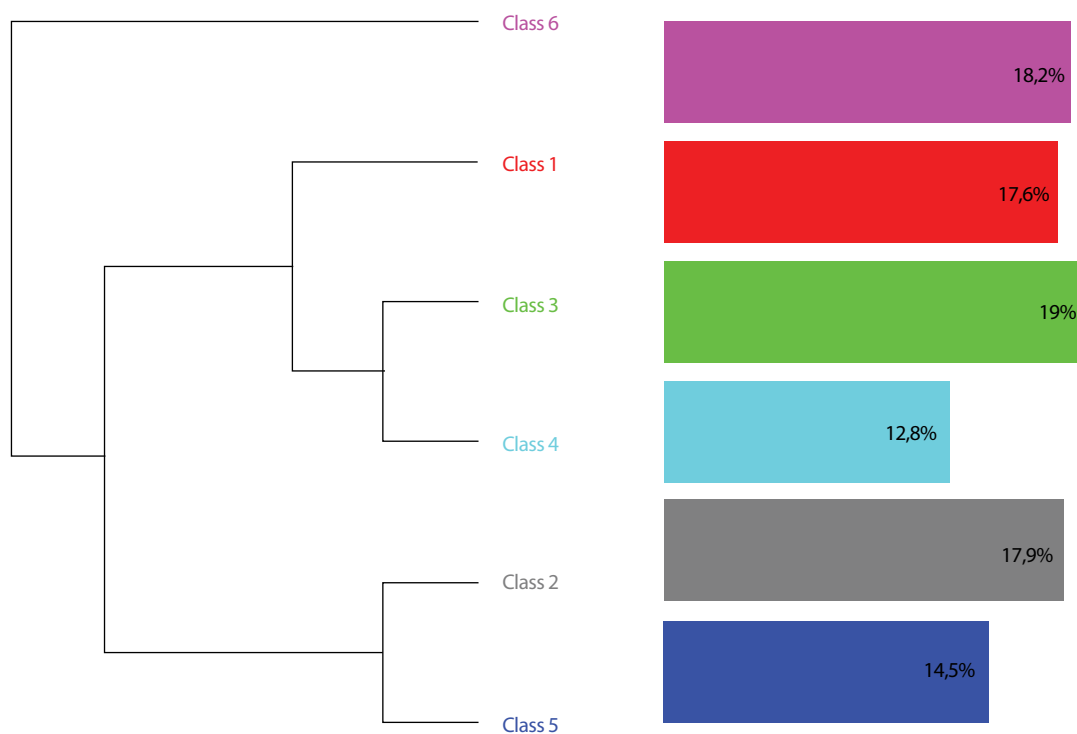 Class 6
18,2%
Class 1
17,6%
Class 3
19%
Class 4
12,8%
Class 2
17,9%
Class 5
14,5%